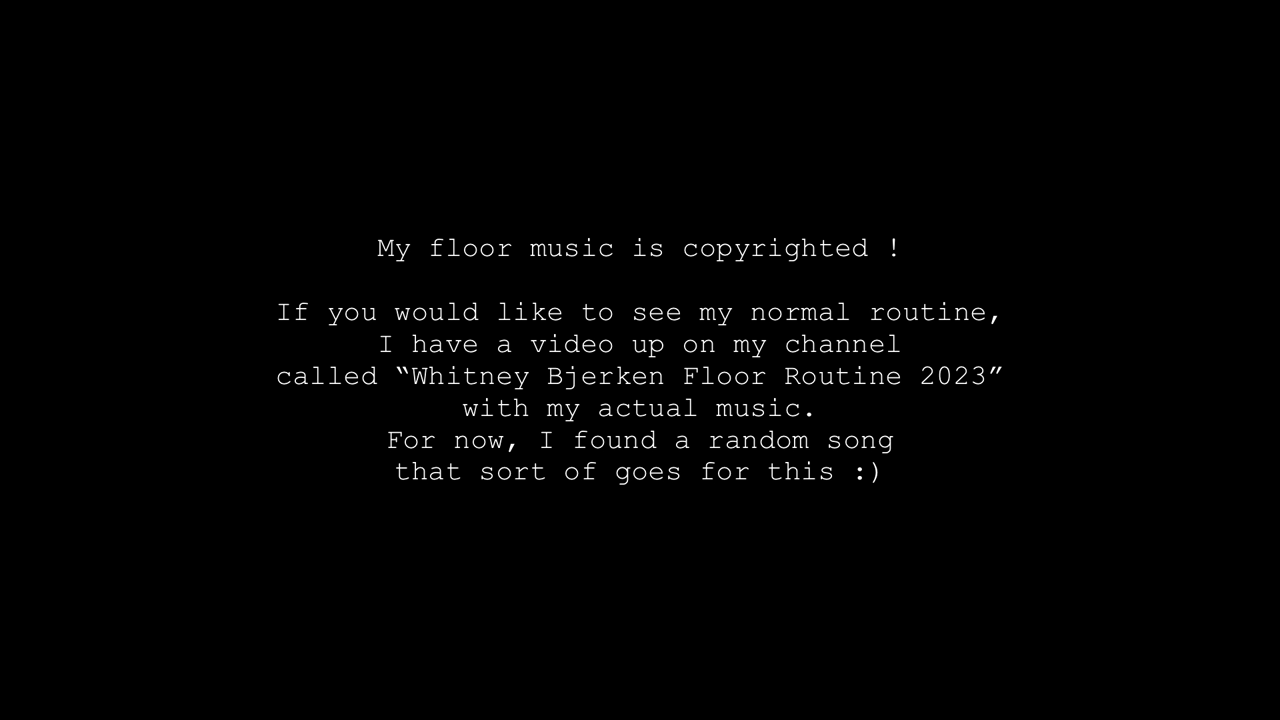 My floor music is copyrighted !
If you would like to see my normal routine,
I have a video up on my channel
called “Whitney Bjerken Floor Routine 2023”
with my actual music.
For now, I found a random song
that sort of goes for this :)